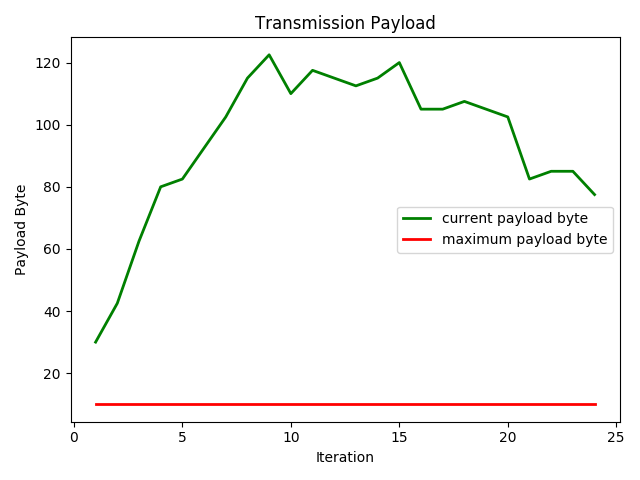 Transmission Payload
Payload Byte
120
100
80
60
40
20
current payload byte
maximum payload byte
0 5 10 15 20 25
Iteration